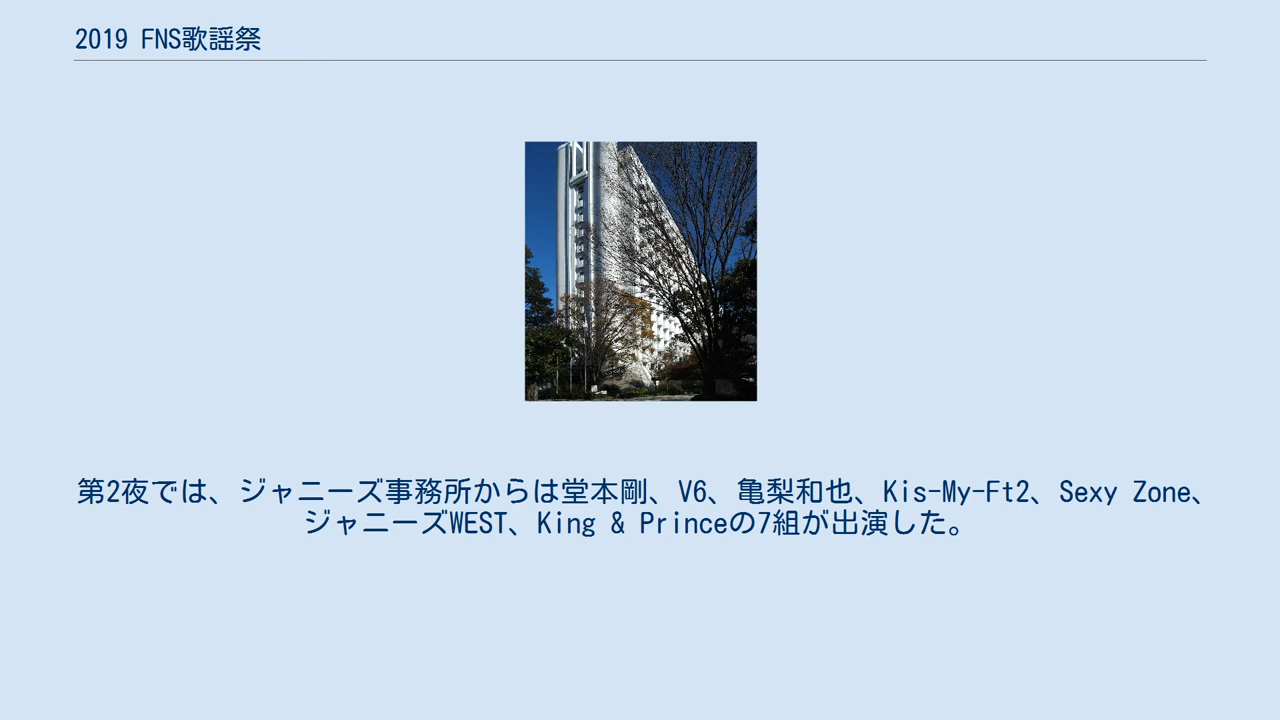 2019 FNS歌謡祭
第2夜では、ジャニーズ事務所からは堂本剛、V6、亀梨和也、Kis-My-Ft2、Sexy Zone、
ジャニーズWEST、King & Princeの7組が出演した。